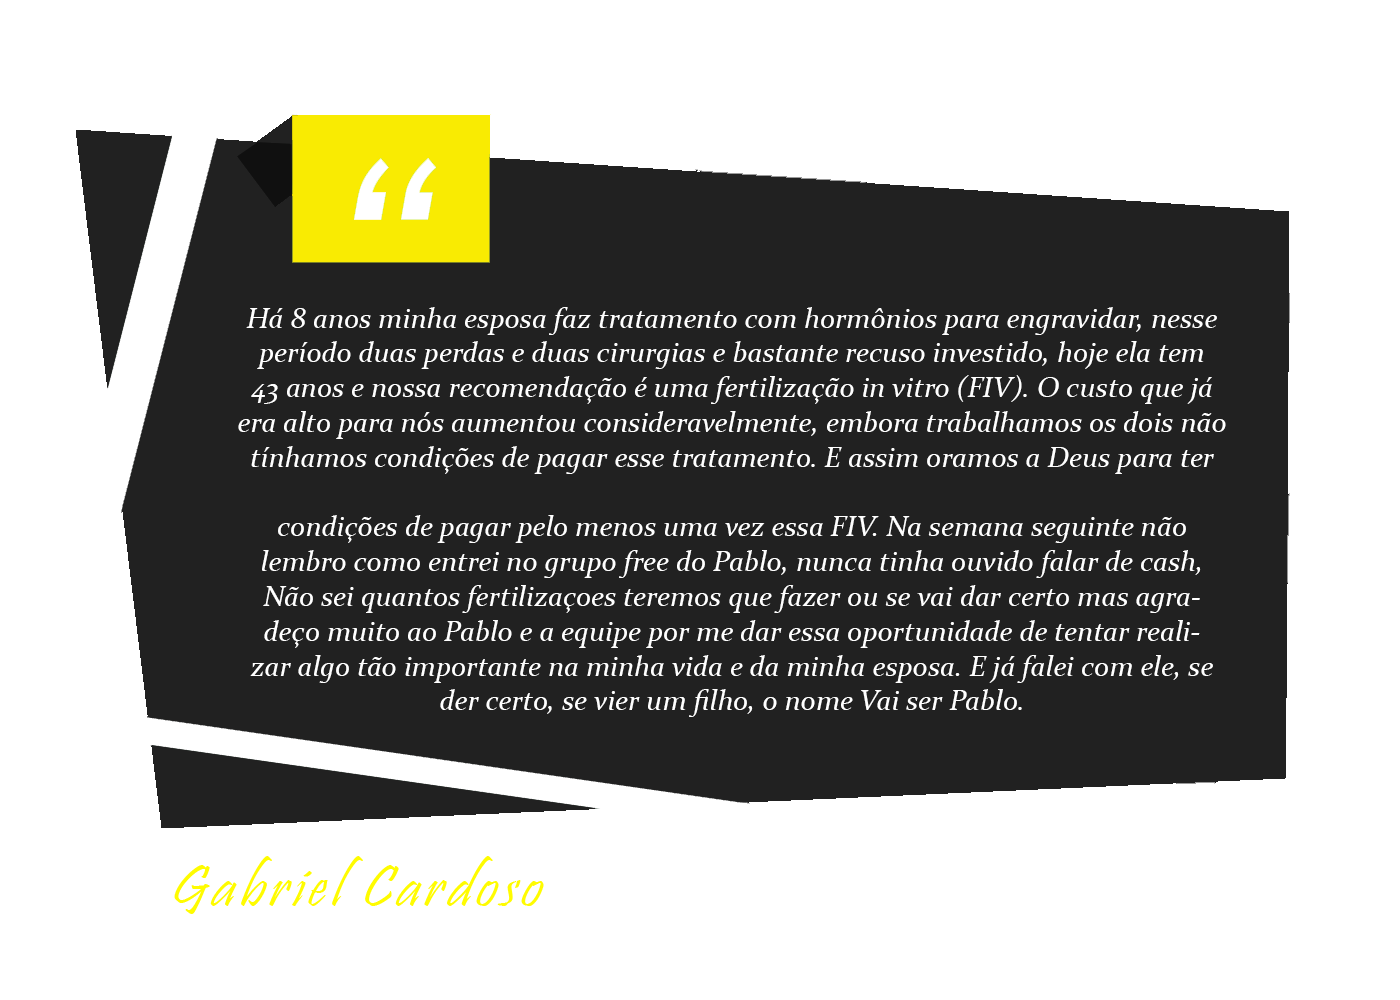 “
Há 8 anos minha esposa faz tratamento com hormônios para engravidar, nesse
período duas perdas e duas cirurgias e bastante recuso investido, hoje ela tem
43 anos e nossa recomendação é uma fertilização in vitro (FIV). O custo que já
era alto para nós aumentou consideravelmente, embora trabalhamos os dois não
tínhamos condições de pagar esse tratamento. E assim oramos a Deus para ter
condições de pagar pelo menos uma vez essa FIV. Na semana seguinte não
lembro como entrei no grupo free do Pablo, nunca tinha ouvido falar de cash,
Não sei quantos fertilizaçoes teremos que fazer ou se vai dar certo mas agra-
deço muito ao Pablo e a equipe por me dar essa oportunidade de tentar reali-
zar algo tão importante na minha vida e da minha esposa. E já falei com ele, se
der certo, se vier um filho, o nome Vai ser Pablo.
Gabriel Cardoso